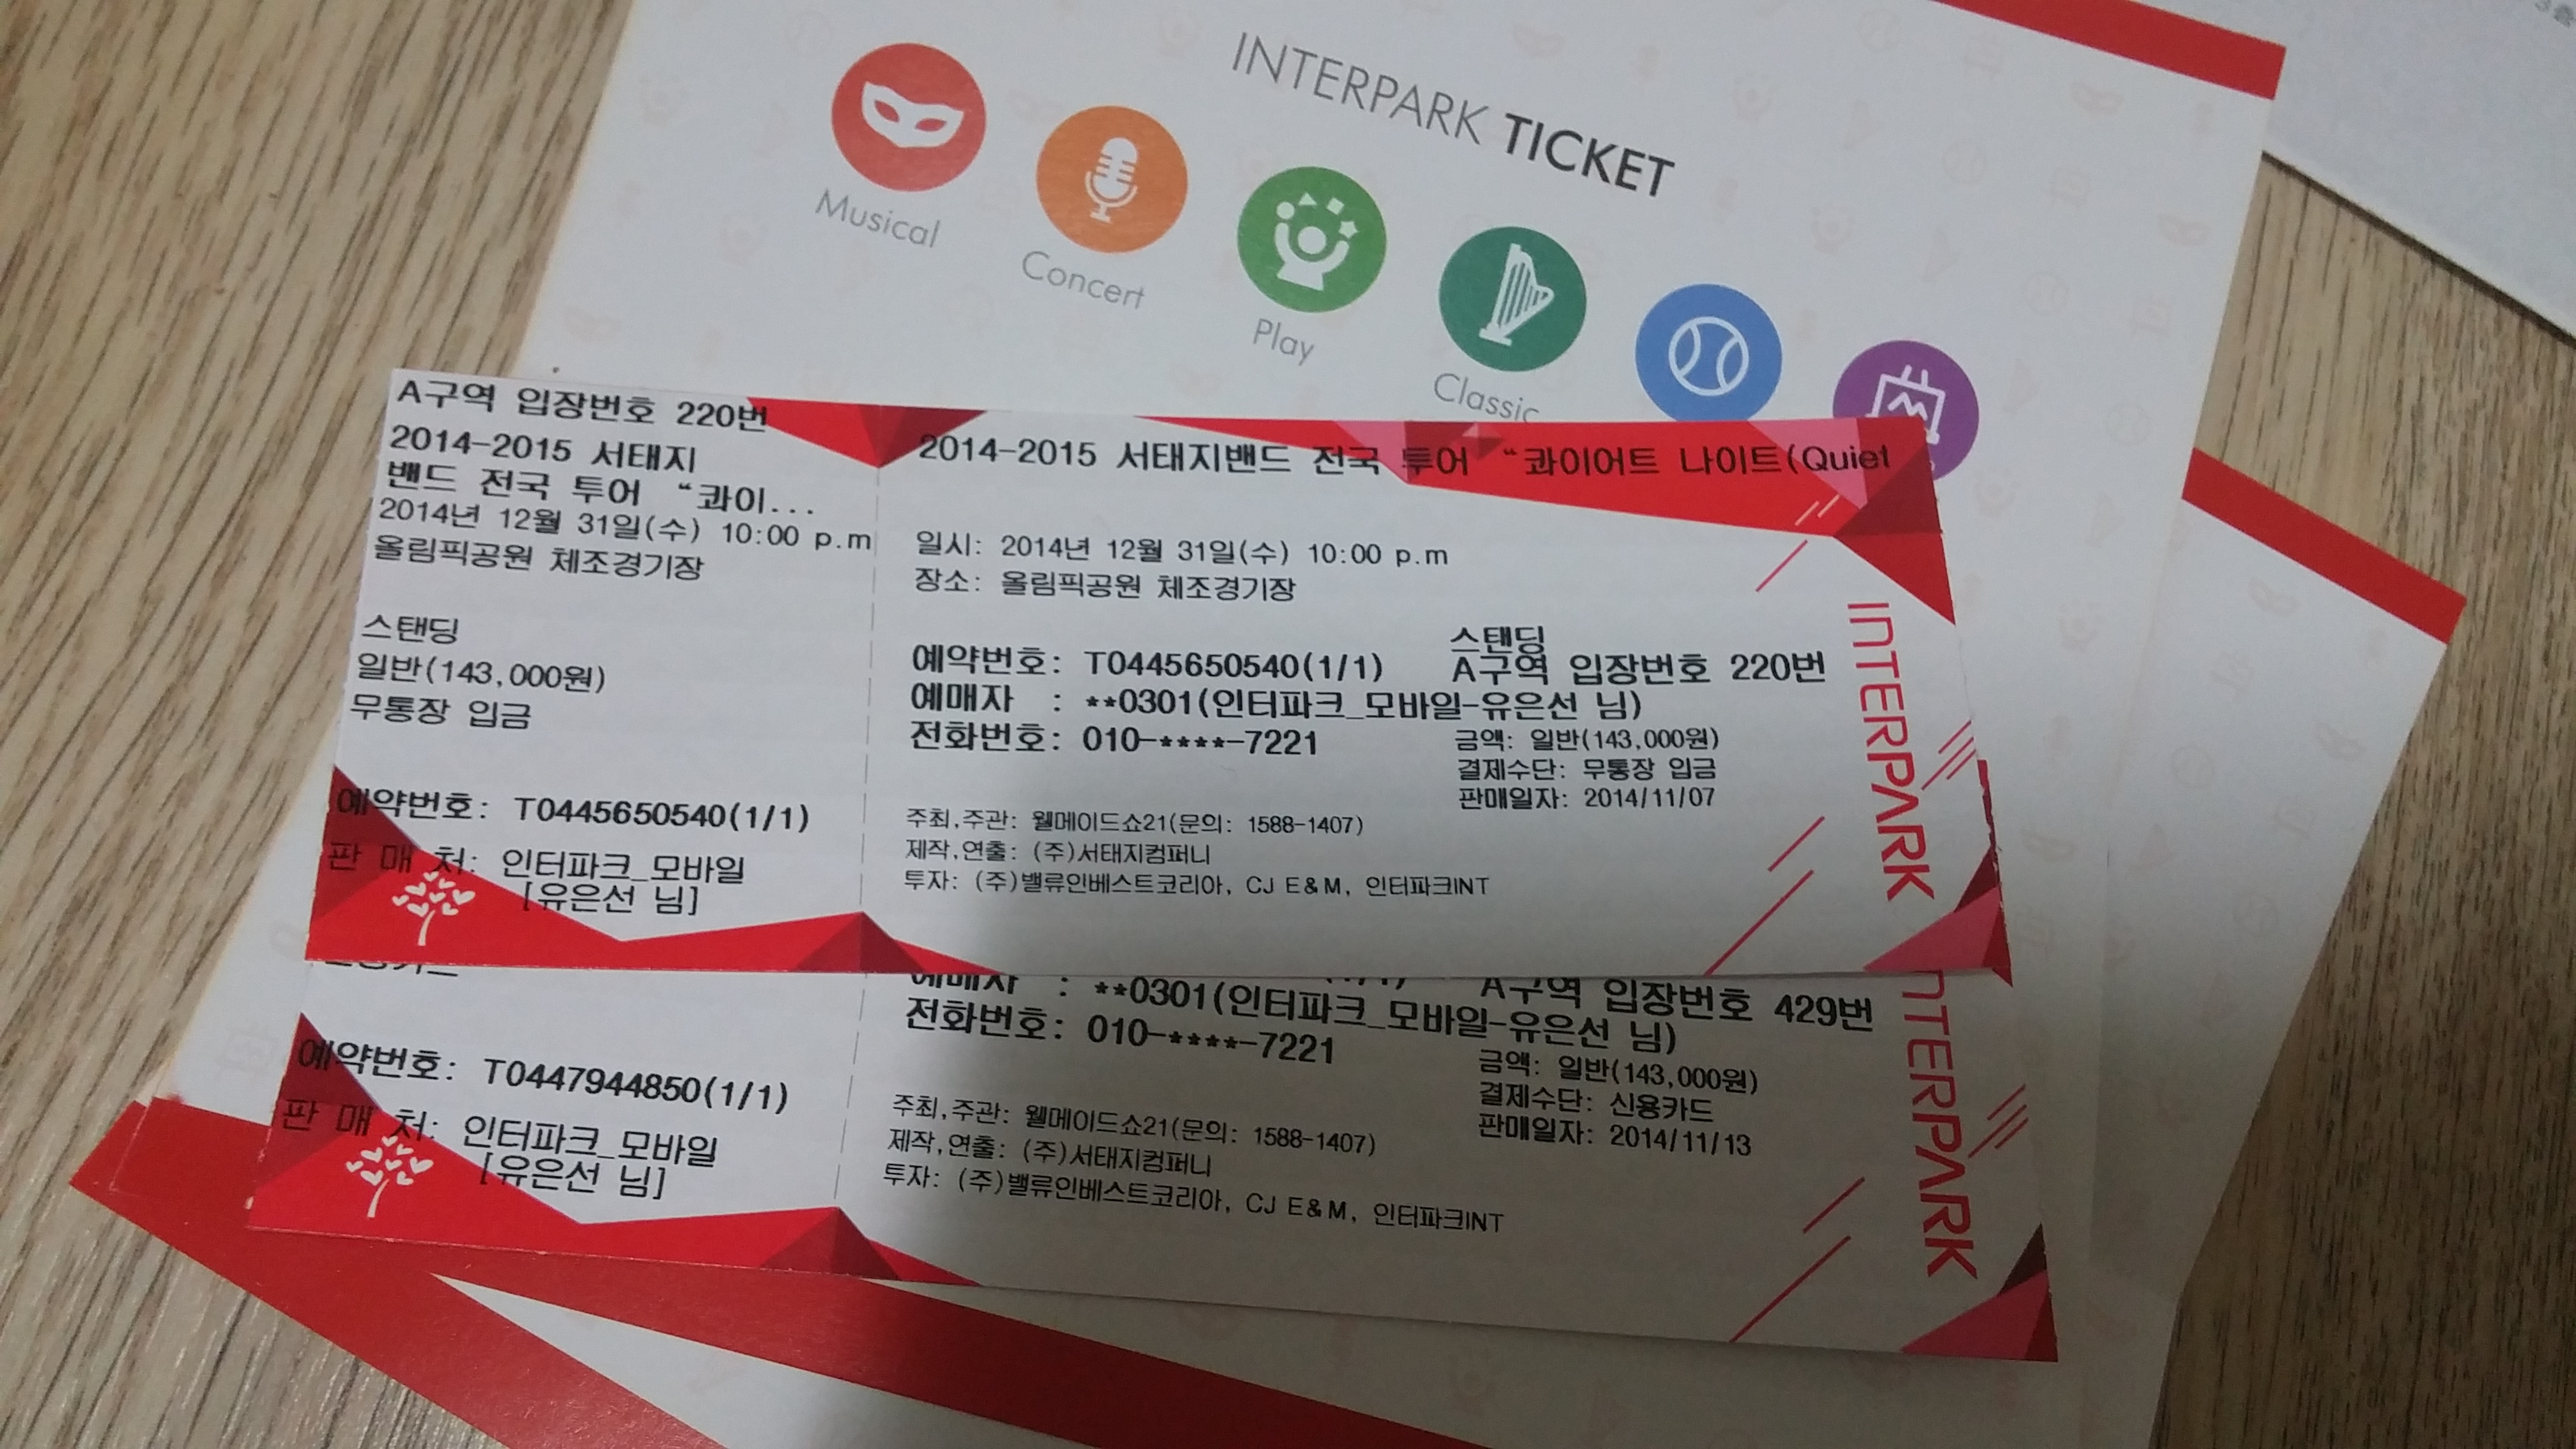 INTERPARK TICKET
Musical
Concert
Play
Classic
A구역 입장번호 220번
2014-2015 서태지
밴드 전국 투어 “콰이...
2014년 12월 31일(수) 10:00 p.m
올림픽공원 체조경기장
스탠딩
일반(143,000원)
무통장 입금
예약번호: T0445650540(1/1)
판 매 처: 인터파크_모바일
[유은선 님]
2014-2015 서태지밴드 전국 투어 “콰이어트 나이트(Quiet
일시: 2014년 12월 31일(수) 10:00 p.m
장소: 올림픽공원 체조경기장
스탠딩
예약번호: T0445650540(1/1) A구역 입장번호 220번
예매자 : **0301(인터파크_모바일-유은선 님)
전화번호: 010-****-7221
금액: 일반(143,000원)
결제수단: 무통장 입금
판매일자: 2014/11/07
주최,주관: 웰메이드쇼21(문의: 1588-1407)
제작,연출: (주)서태지컴퍼니
투자: (주)밸류인베스트코리아, CJ E&M, 인터파크INT
INTERPARK
예약번호: T0447944850(1/1)
판 매 처: 인터파크_모바일
[유은선 님]
A구역 입장번호 429번
예매자 : **0301(인터파크_모바일-유은선 님)
전화번호: 010-****-7221
금액: 일반(143,000원)
결제수단: 신용카드
판매일자: 2014/11/13
주최,주관: 웰메이드쇼21(문의: 1588-1407)
제작,연출: (주)서태지컴퍼니
투자: (주)밸류인베스트코리아, CJ E&M, 인터파크INT
NTERPARK